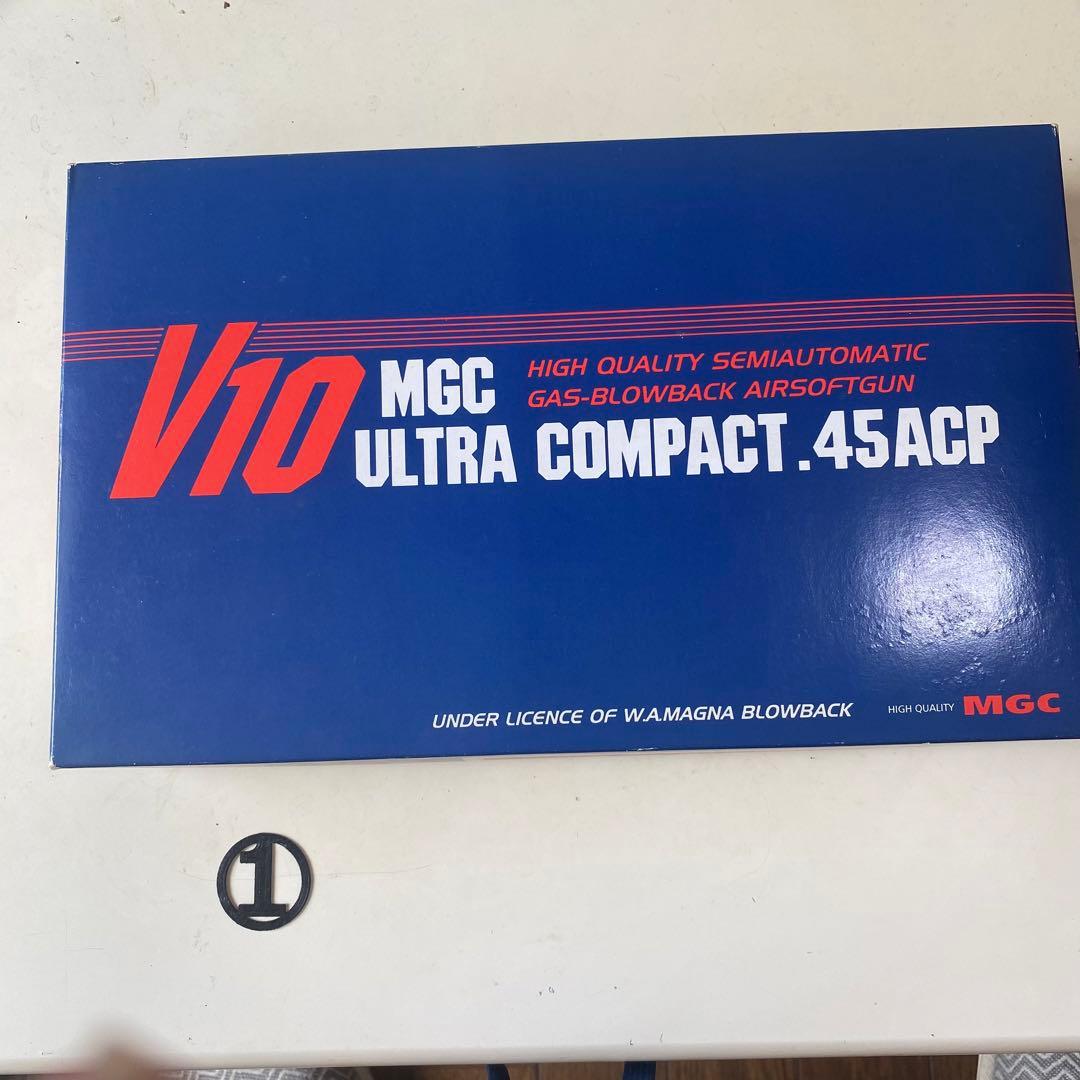 V10
MGC
HIGH QUALITY SEMIAUTOMATIC
GAS-BLOWBACK AIRSOFTGUN
ULTRA COMPACT .45ACP
UNDER LICENCE OF W.A.MAGNA BLOWBACK
HIGH QUALITY MGC
1